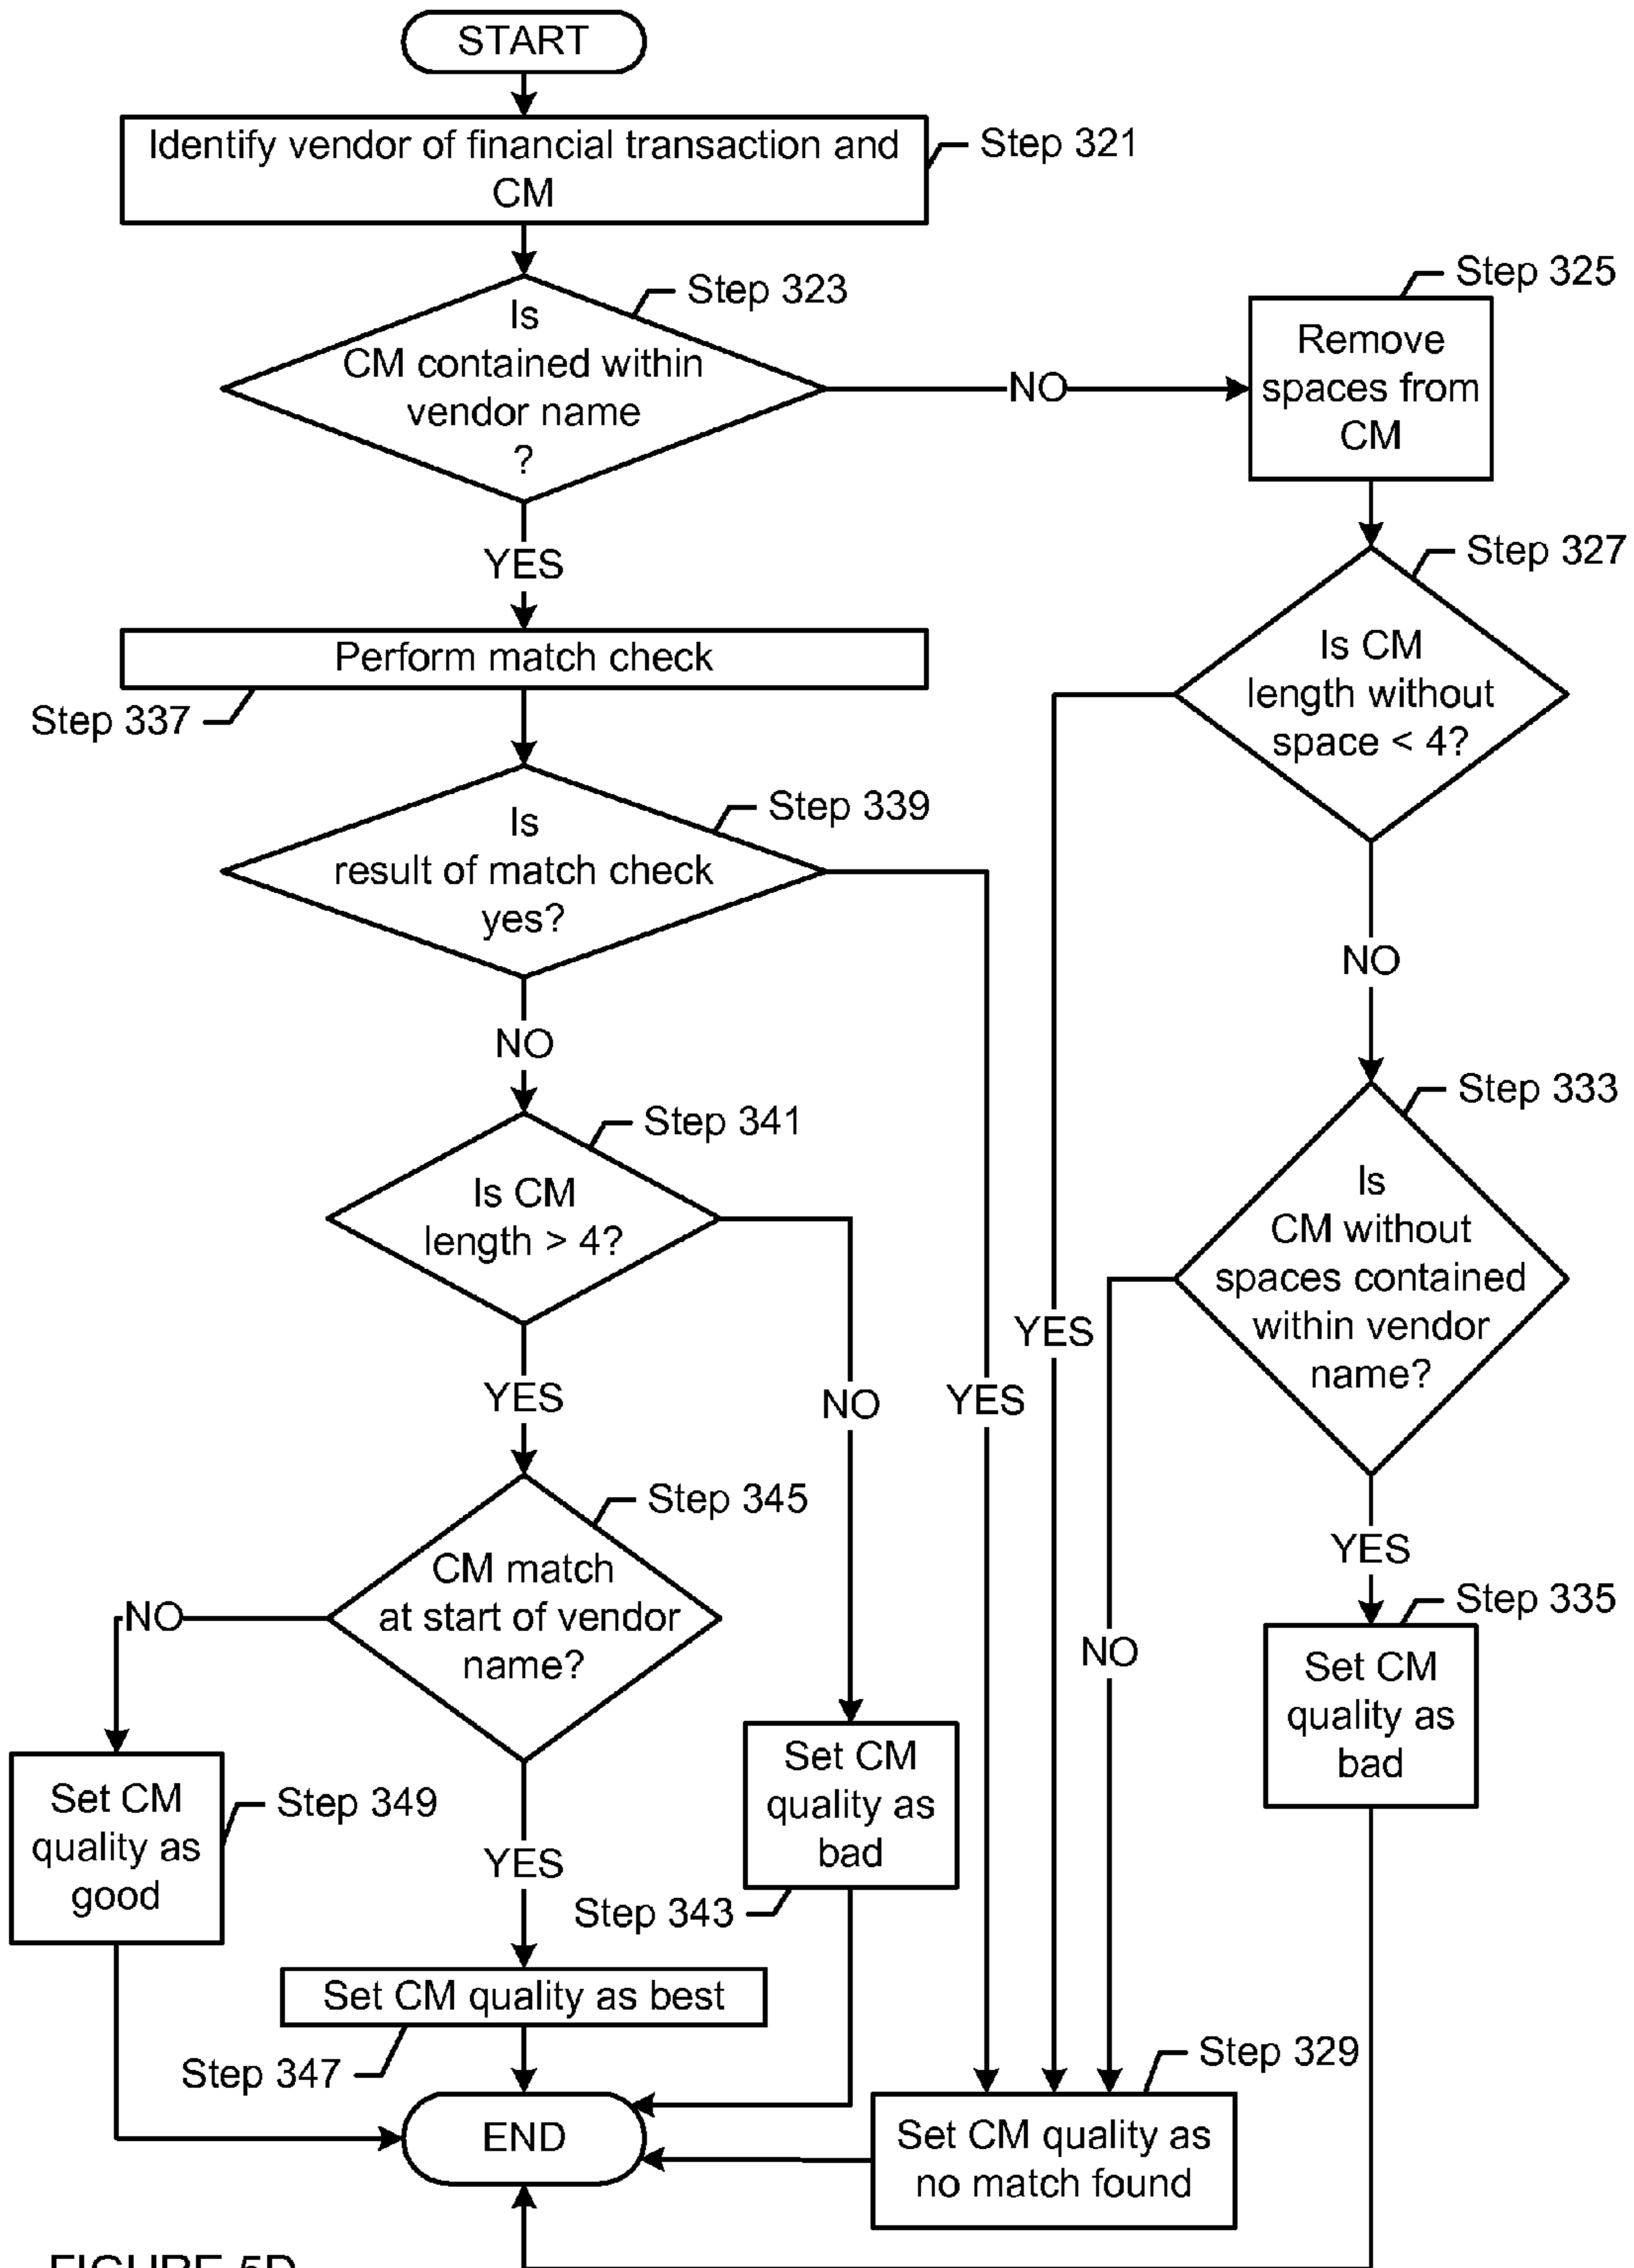 START
Identify vendor of financial transaction and
CM
Step 321
Step 323
Is
CM contained within
vendor name
?
NO
Step 325
Remove
spaces from
CM
YES
Step 327
Is CM
length without
space < 4?
Perform match check
Step 337
Step 339
Is
result of match check
yes?
NO
NO
Step 341
Is CM
length > 4?
Step 333
Is
CM without
spaces contained
within vendor
name?
YES
YES
NO
YES
Step 345
CM match
at start of vendor
name?
NO
NO
YES
Step 335
Set CM
quality as
bad
Set CM
quality as
good
Step 349
YES
Set CM
quality as
bad
Step 343
Set CM quality as best
Step 347
Step 329
END
Set CM quality as
no match found
FIGURE 5D